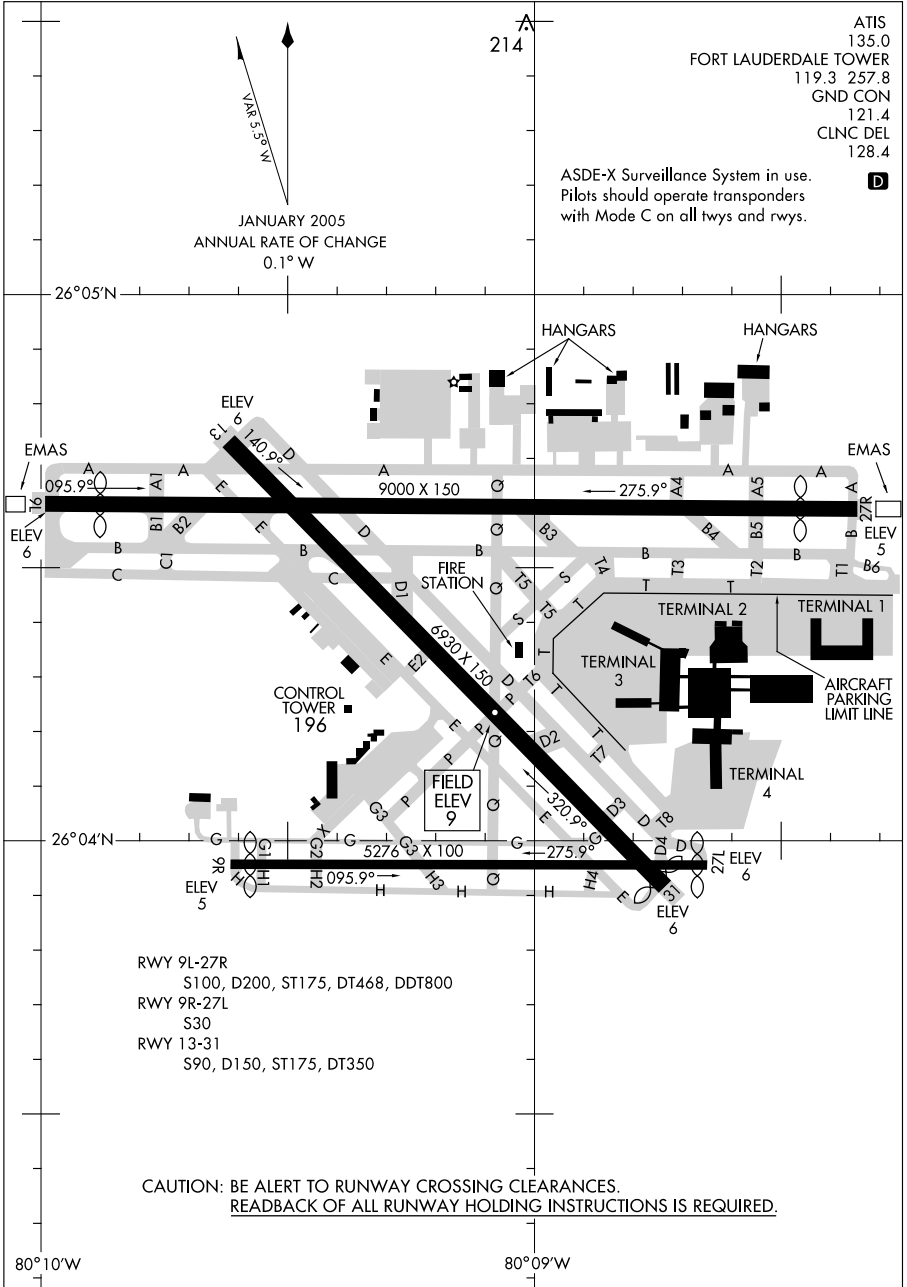 214
ATIS
135.0
FORT LAUDERDALE TOWER
119.3 257.8
GND CON
121.4
CLNC DEL
128.4
D
ASDE-X Surveillance System in use.
Pilots should operate transponders
with Mode C on all twys and rwys.
VAR 5.5° W
JANUARY 2005
ANNUAL RATE OF CHANGE
0.1° W
26°05'N
HANGARS
HANGARS
ELEV
6
13
140.9°
D
EMAS
EMAS
A
A1
A
A
A4
A
A5
A
A
095.9°
9000 X 150
275.9°
9L
27R
ELEV
6
ELEV
5
E
E
Q
Q
B1
B2
D
B3
B4
B5
B
B
B
B
B
B
C1
C
C
D1
FIRE
STATION
Q
T5
S
T4
T3
T2
T1
B6
T5
S
T
T
T
T
TERMINAL 2
TERMINAL 1
TERMINAL
3
6930 X 150
E
E2
D
T6
P
T
T
T7
AIRCRAFT
PARKING
LIMIT LINE
CONTROL
TOWER
196
E
P
P
Q
D2
TERMINAL
4
FIELD
ELEV
9
320.9°
P
G3
Q
E
D3
D
T8
26°04'N
G
G1
G2
X
G
G3
G
G
D4
D
5276 X 100
275.9°
9R
27L
ELEV
6
ELEV
5
095.9°
H
H1
H2
H
H3
H
Q
H
H4
E
31
ELEV
6
RWY 9L-27R
S100, D200, ST175, DT468, DDT800
RWY 9R-27L
S30
RWY 13-31
S90, D150, ST175, DT350
CAUTION: BE ALERT TO RUNWAY CROSSING CLEARANCES.
READBACK OF ALL RUNWAY HOLDING INSTRUCTIONS IS REQUIRED.
80°10'W
80°09'W